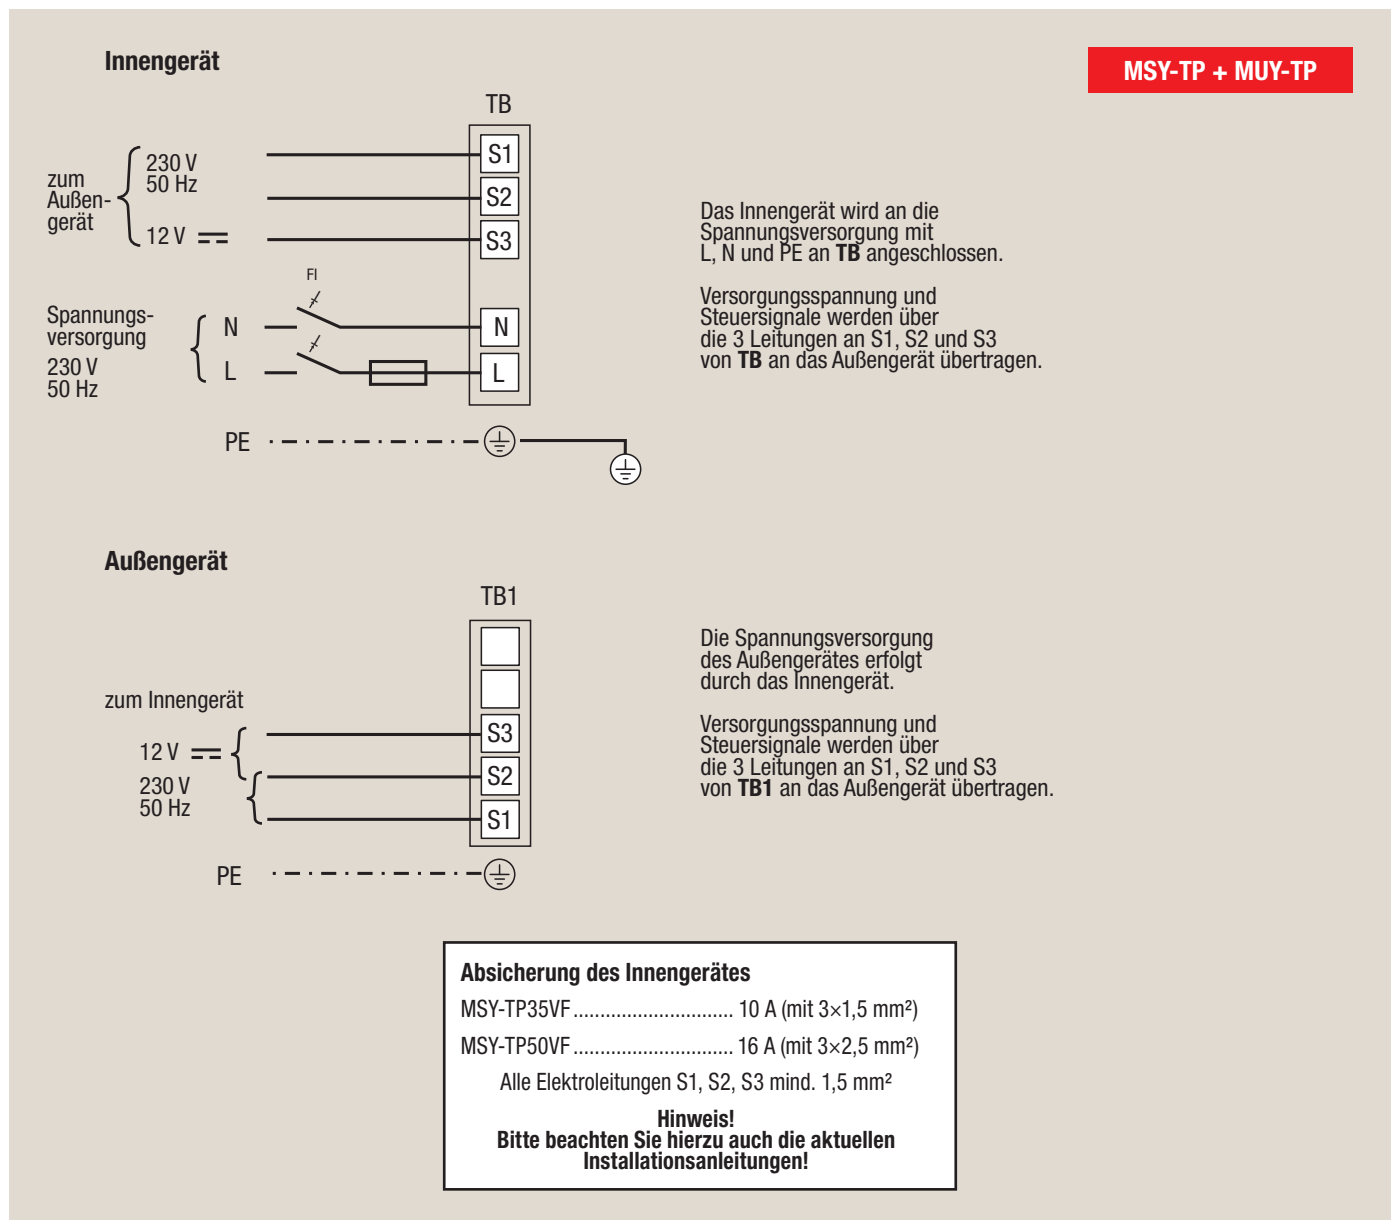 Innengerät
MSY-TP + MUY-TP
TB
zum
Außen-
gerät
230 V
50 Hz
12 V
S1
S2
S3
FI
Spannungs-
versorgung
230 V
50 Hz
N
L
N
L
PE
Das Innengerät wird an die
Spannungsversorgung mit
L, N und PE an TB angeschlossen.
Versorgungsspannung und
Steuersignale werden über
die 3 Leitungen an S1, S2 und S3
von TB an das Außengerät übertragen.
Außengerät
TB1
zum Innengerät
12 V
230 V
50 Hz
S3
S2
S1
PE
Die Spannungsversorgung
des Außengerätes erfolgt
durch das Innengerät.
Versorgungsspannung und
Steuersignale werden über
die 3 Leitungen an S1, S2 und S3
von TB1 an das Außengerät übertragen.
Absicherung des Innengerätes
MSY-TP35VF .............................. 10 A (mit 3×1,5 mm²)
MSY-TP50VF .............................. 16 A (mit 3×2,5 mm²)
Alle Elektroleitungen S1, S2, S3 mind. 1,5 mm²
Hinweis!
Bitte beachten Sie hierzu auch die aktuellen
Installationsanleitungen!